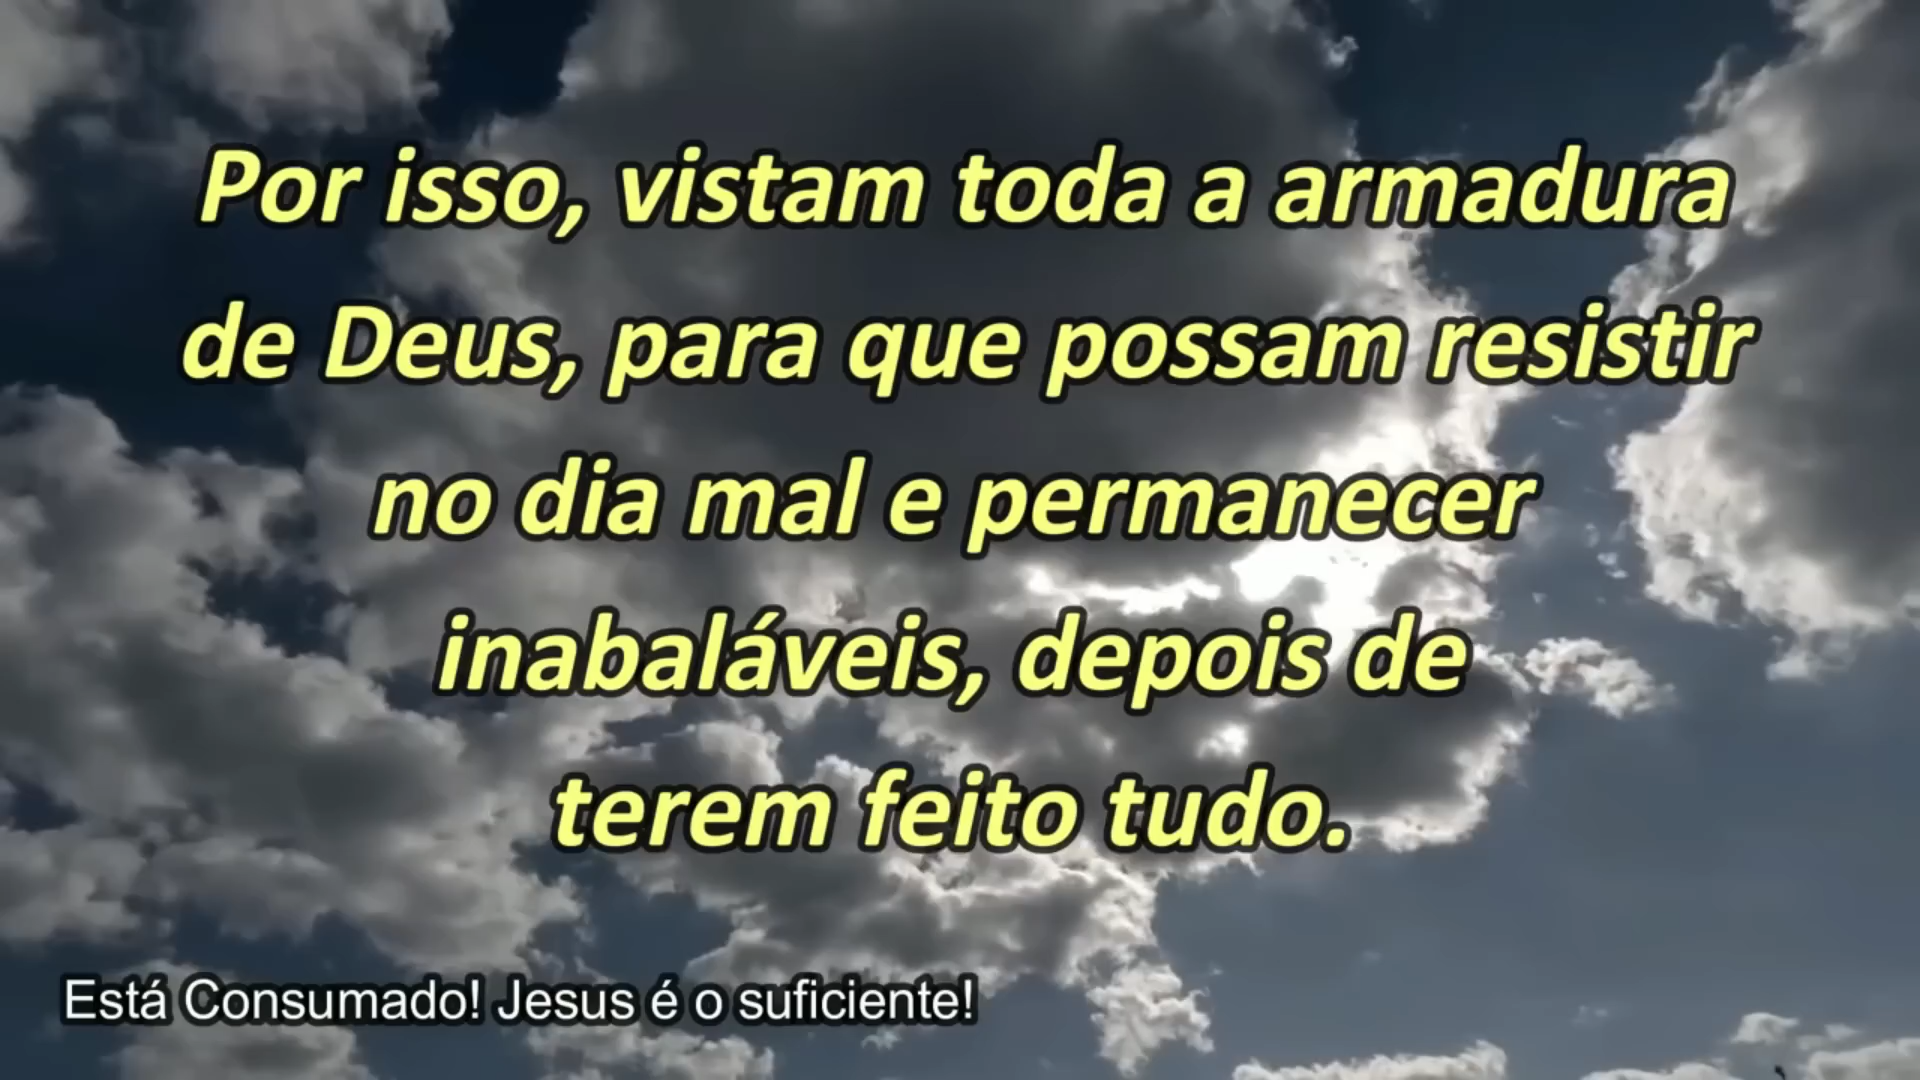 Por isso, vistam toda a armadura
de Deus, para que possam resistir
no dia mal e permanecer
inabaláveis, depois de
terem feito tudo.
Está Consumado! Jesus é o suficiente!